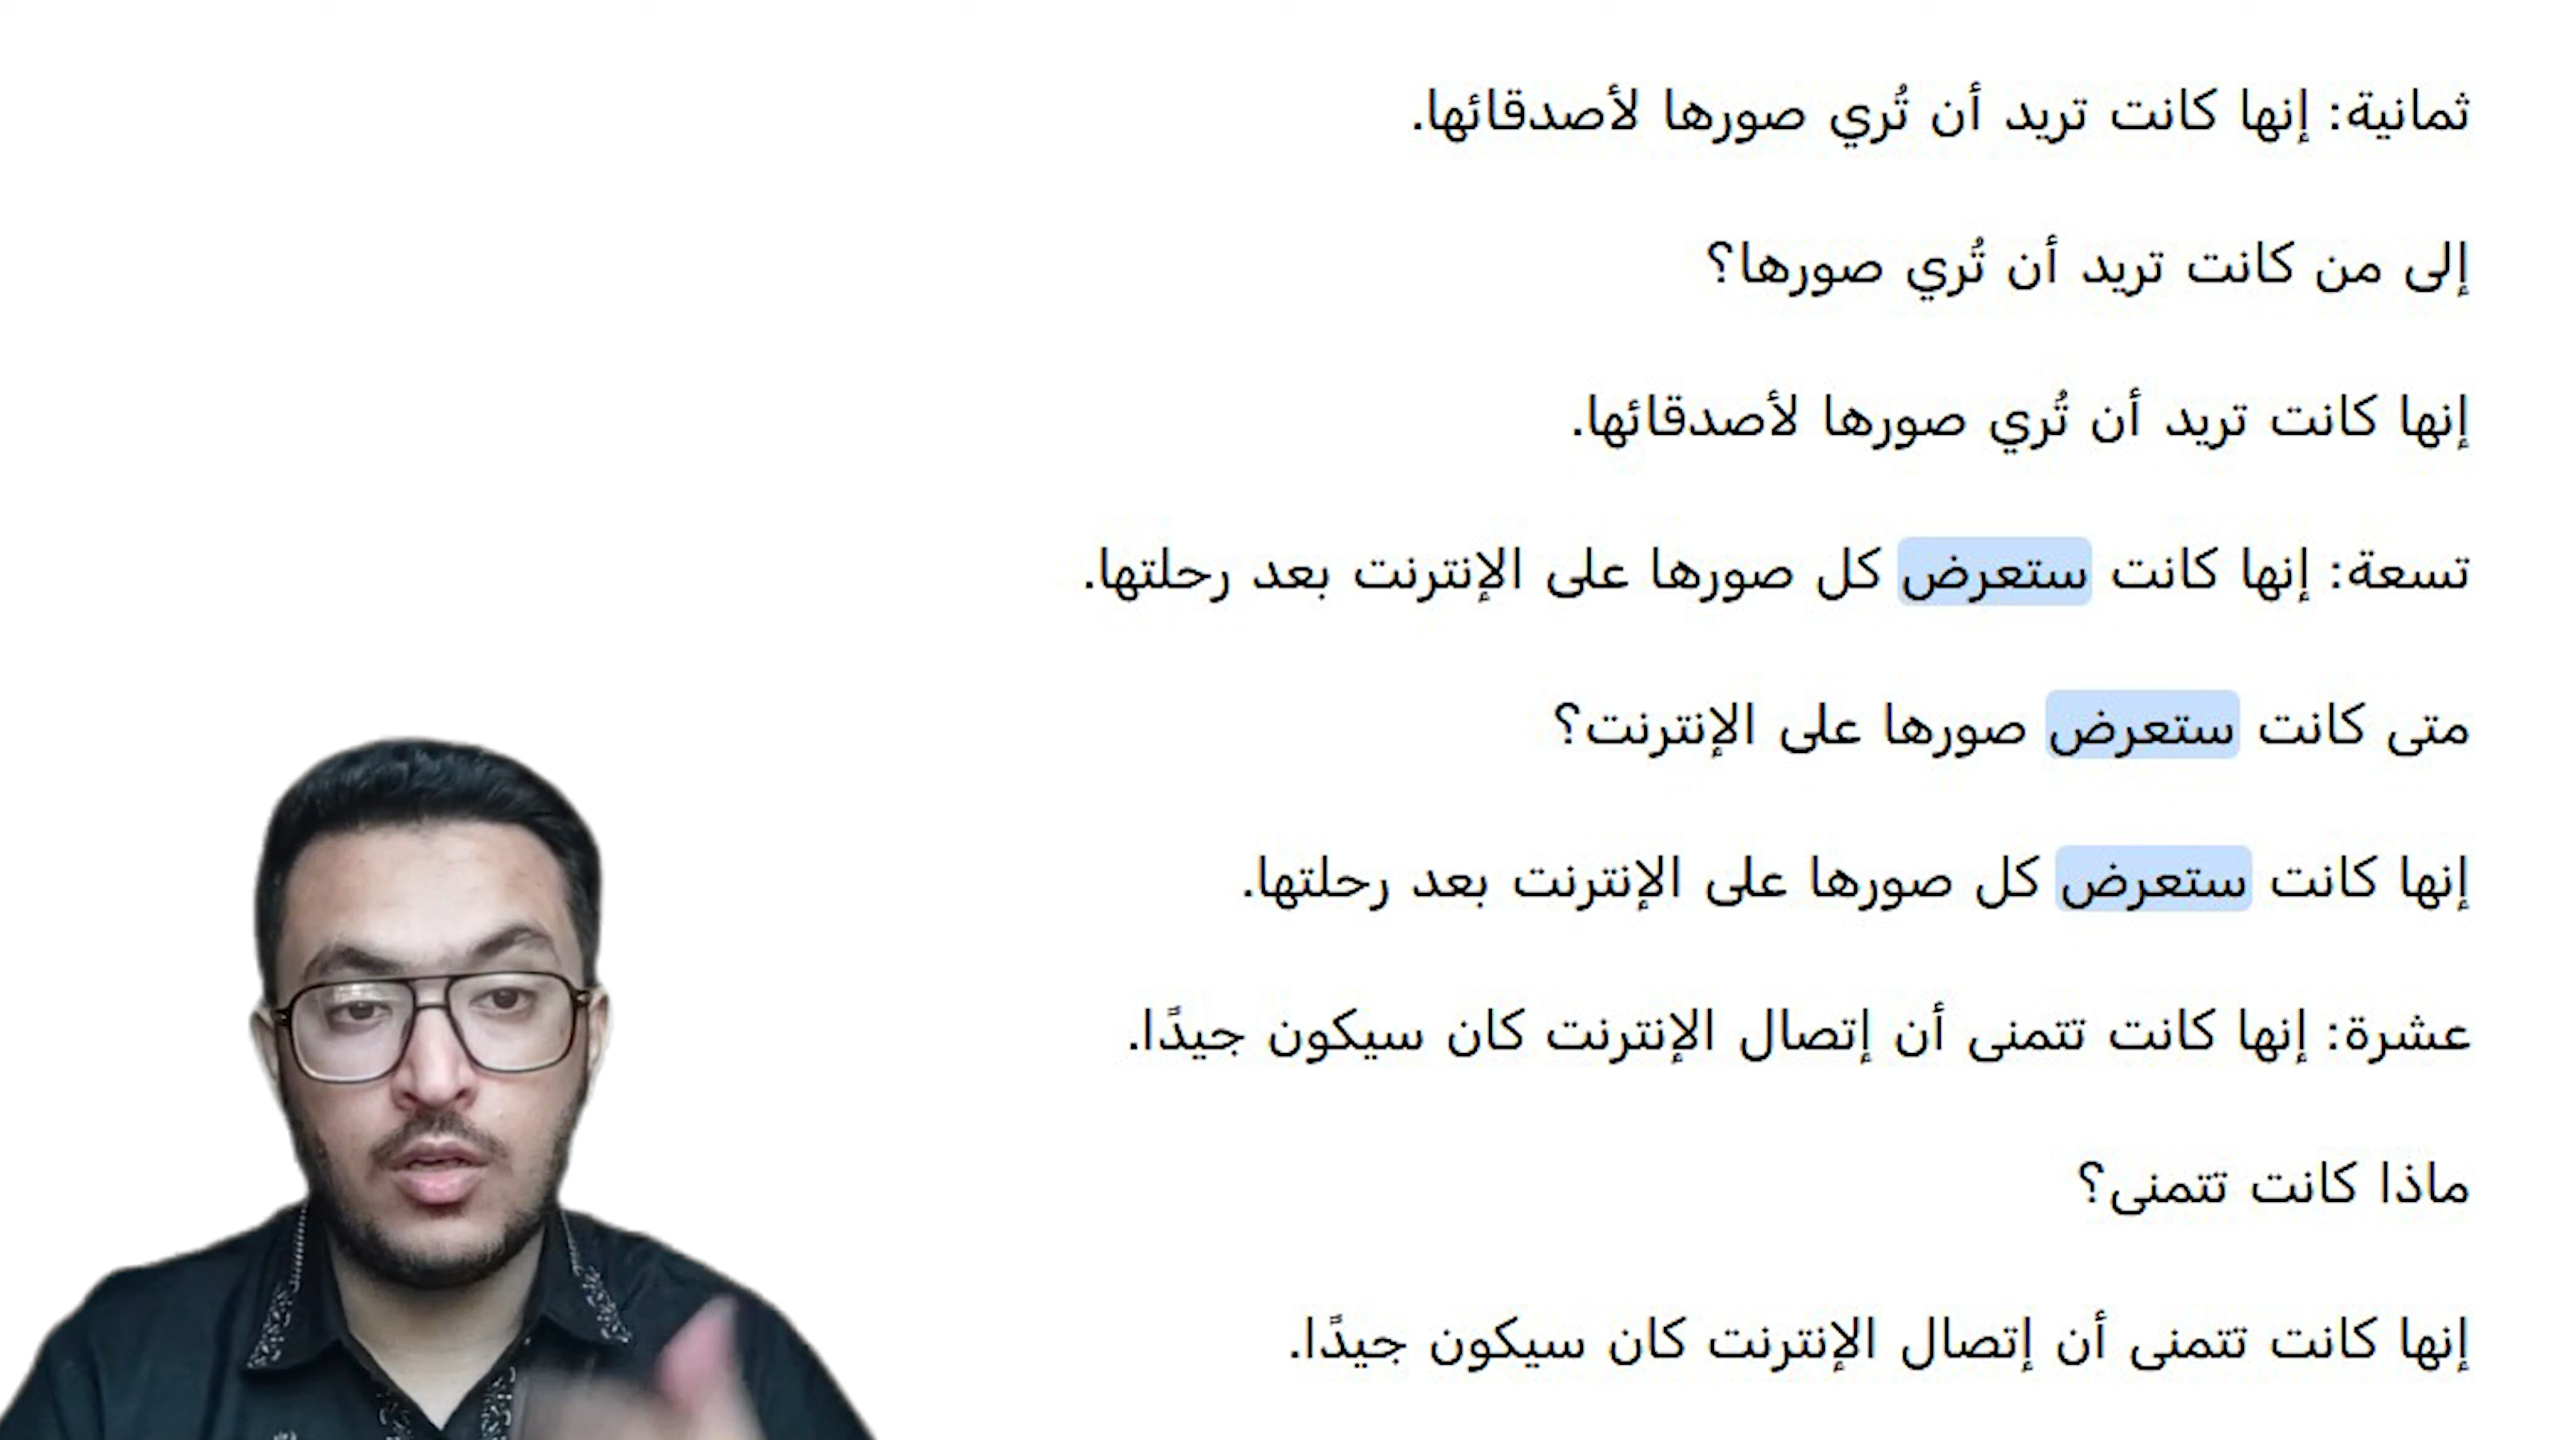 ثمانية: إنها كانت تريد أن تُري صورها لأصدقائها.
إلى من كانت تريد أن تُري صورها؟
إنها كانت تريد أن تُري صورها لأصدقائها.
تسعة: إنها كانت ستعرض كل صورها على الإنترنت بعد رحلتها.
متى كانت ستعرض صورها على الإنترنت؟
إنها كانت ستعرض كل صورها على الإنترنت بعد رحلتها.
عشرة: إنها كانت تتمنى أن إتصال الإنترنت كان سيكون جيدًا.
ماذا كانت تتمنى؟
إنها كانت تتمنى أن إتصال الإنترنت كان سيكون جيدًا.